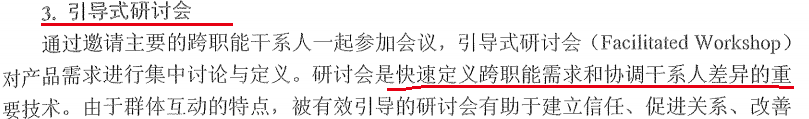 3. 引导式研讨会
通过邀请主要的跨职能干系人一起参加会议，引导式研讨会（Facilitated Workshop）
对产品需求进行集中讨论与定义。研讨会是快速定义跨职能需求和协调干系人差异的重
要技术。由于群体互动的特点，被有效引导的研讨会有助于建立信任、促进关系、改善